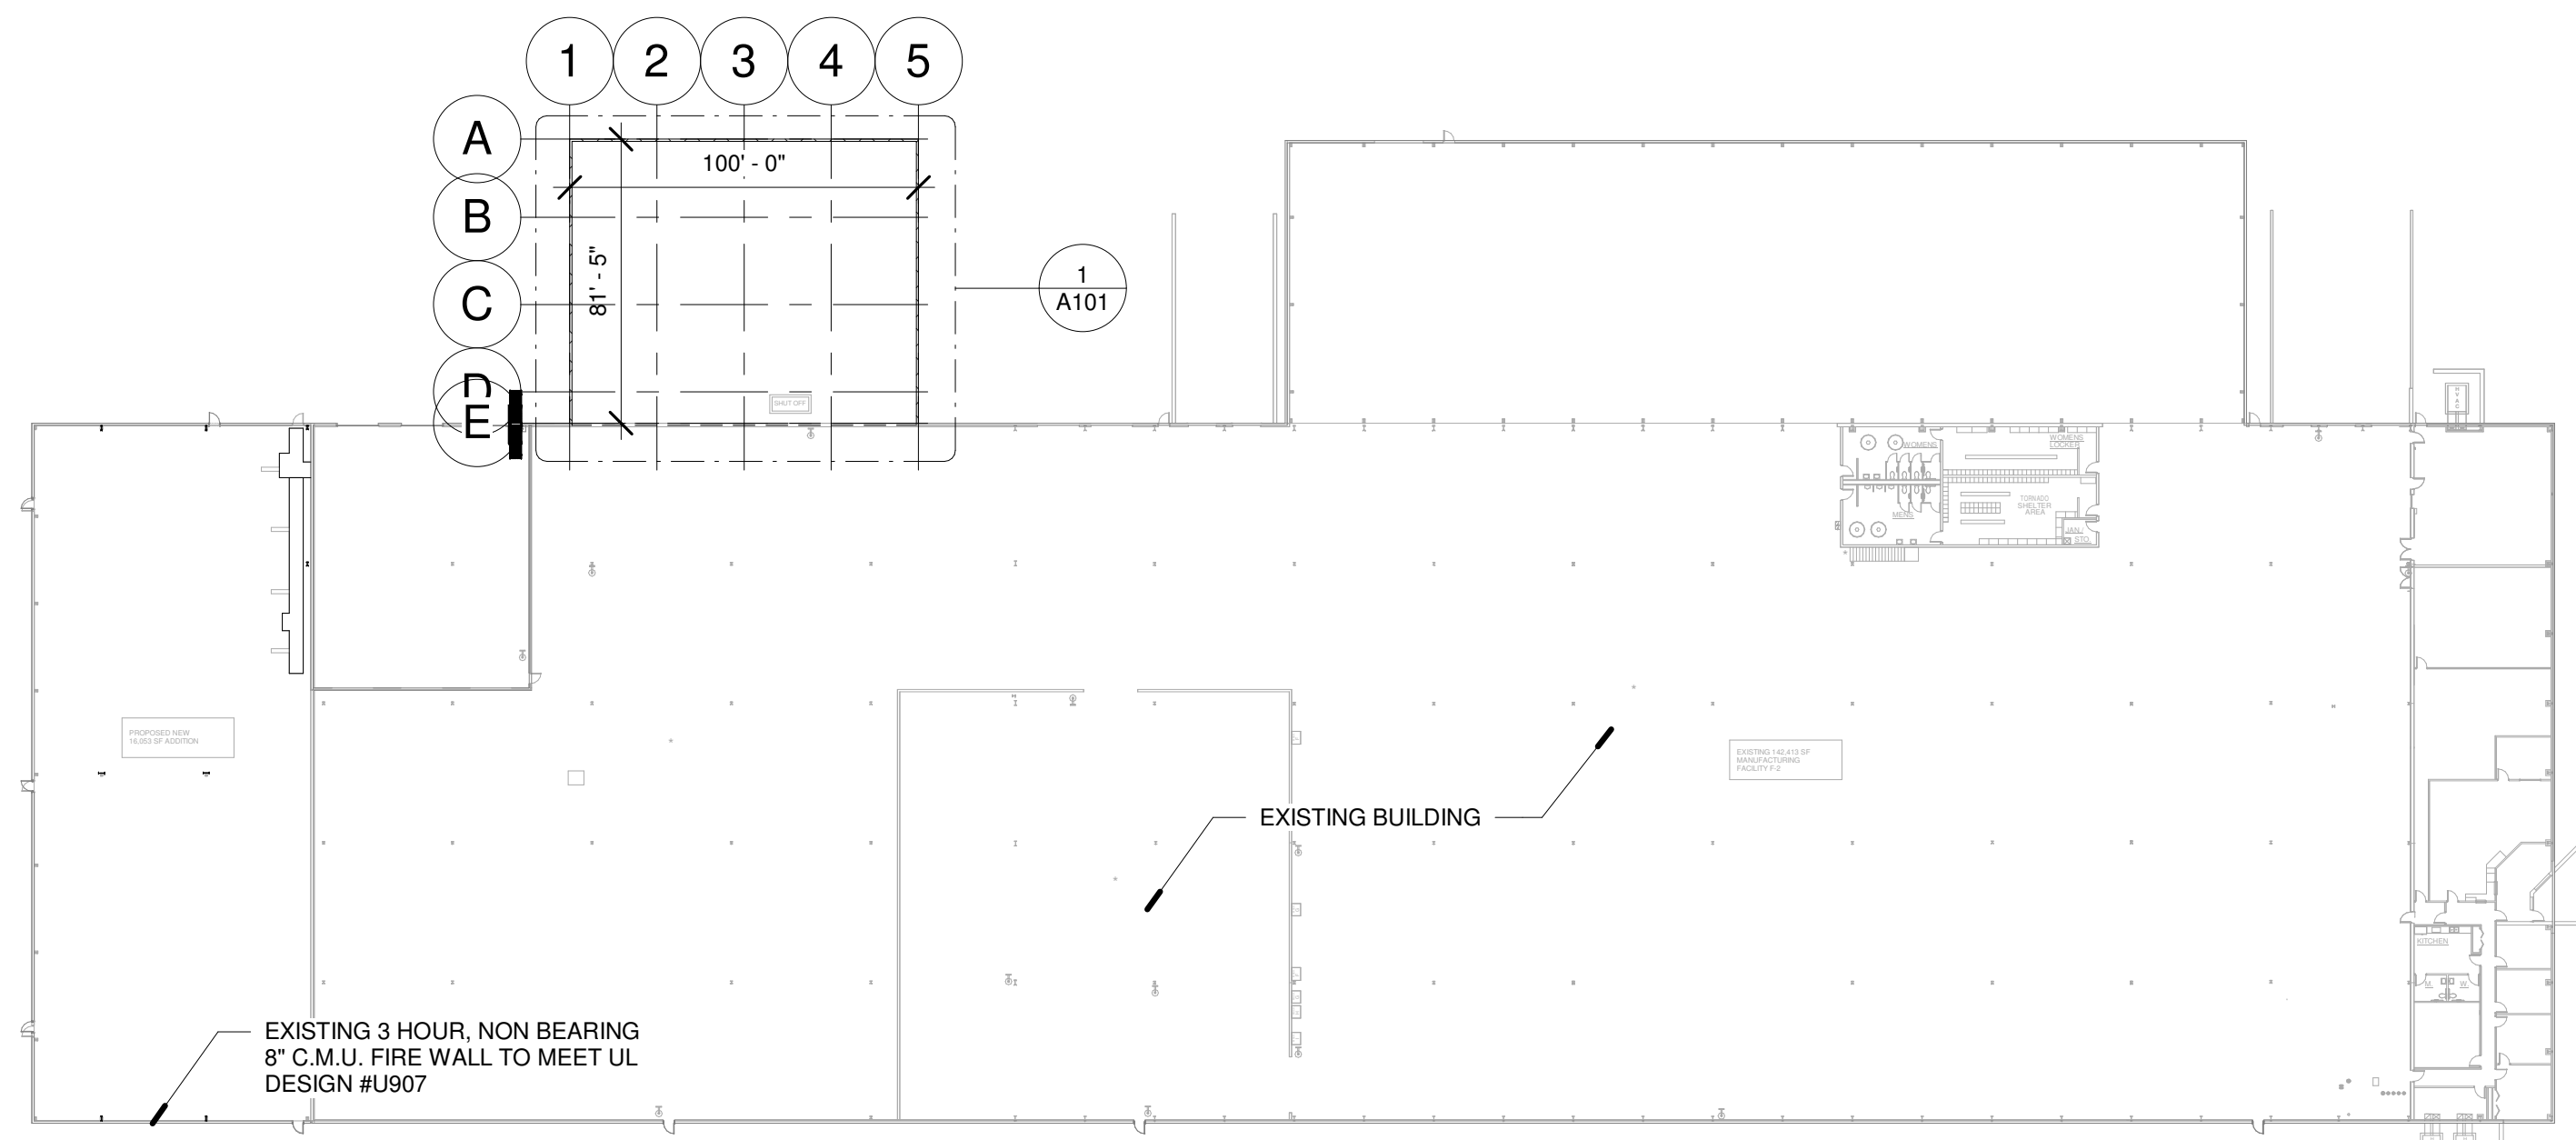 1 2 3 4 5
A
100' - 0"
B
81' - 5"
C
1
A101
D
E
SHUT OFF
HVAC
WOMENS
WOMENS
LOCKER
TORNADO
SHELTER
AREA
MENS
JAN./
STO.
PROPOSED NEW
16,053 SF ADDITION
EXISTING 142,413 SF
MANUFACTURING
FACILITY F-2
EXISTING BUILDING
KITCHEN
M. W.
EXISTING 3 HOUR, NON BEARING
8" C.M.U. FIRE WALL TO MEET UL
DESIGN #U907